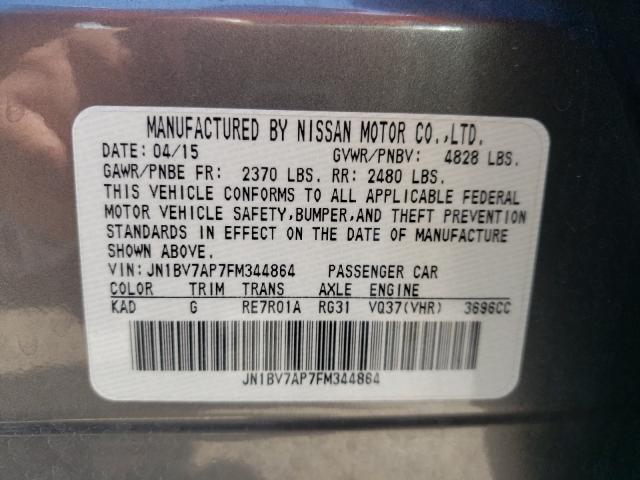 MANUFACTURED BY NISSAN MOTOR CO.,LTD.
DATE: 04/15 GVWR/PNBV: 4828 LBS.
GAWR/PNBE FR: 2370 LBS. RR: 2480 LBS.
THIS VEHICLE CONFORMS TO ALL APPLICABLE FEDERAL
MOTOR VEHICLE SAFETY,BUMPER,AND THEFT PREVENTION
STANDARDS IN EFFECT ON THE DATE OF MANUFACTURE
SHOWN ABOVE.
VIN:JN1BV7AP7FM344864 PASSENGER CAR
COLOR TRIM TRANS AXLE ENGINE
KAD G RE7R01A RG31 VQ37(VHR) 3696CC
JN1BV7AP7FM344864